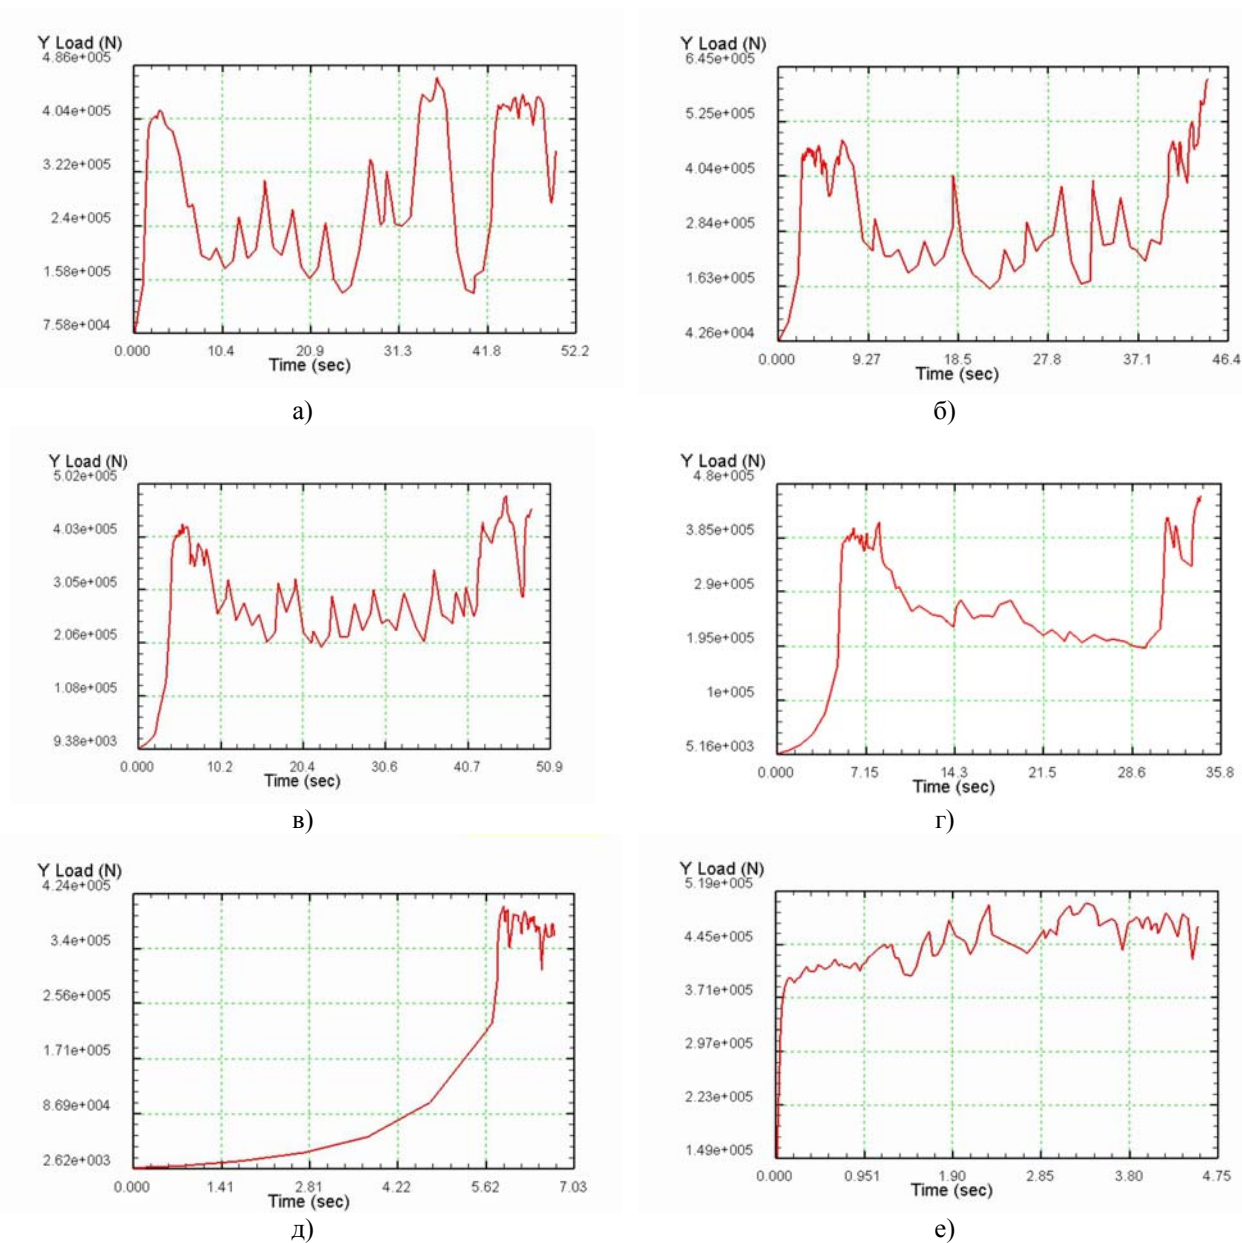 Y Load (N)
4.86e+005
4.04e+005
3.22e+005
2.4e+005
1.58e+005
7.58e+004
0.000 10.4 20.9 31.3 41.8 52.2
Time (sec)
а)
Y Load (N)
6.45e+005
5.25e+005
4.04e+005
2.84e+005
1.63e+005
4.26e+004
0.000 9.27 18.5 27.8 37.1 46.4
Time (sec)
б)
Y Load (N)
5.02e+005
4.03e+005
3.05e+005
2.06e+005
1.08e+005
9.38e+003
0.000 10.2 20.4 30.6 40.7 50.9
Time (sec)
в)
Y Load (N)
4.8e+005
3.85e+005
2.9e+005
1.95e+005
1e+005
5.16e+003
0.000 7.15 14.3 21.5 28.6 35.8
Time (sec)
г)
Y Load (N)
4.24e+005
3.4e+005
2.56e+005
1.71e+005
8.69e+004
2.62e+003
0.000 1.41 2.81 4.22 5.62 7.03
Time (sec)
д)
Y Load (N)
5.19e+005
4.45e+005
3.71e+005
2.97e+005
2.23e+005
1.49e+005
0.000 0.951 1.90 2.85 3.80 4.75
Time (sec)
е)